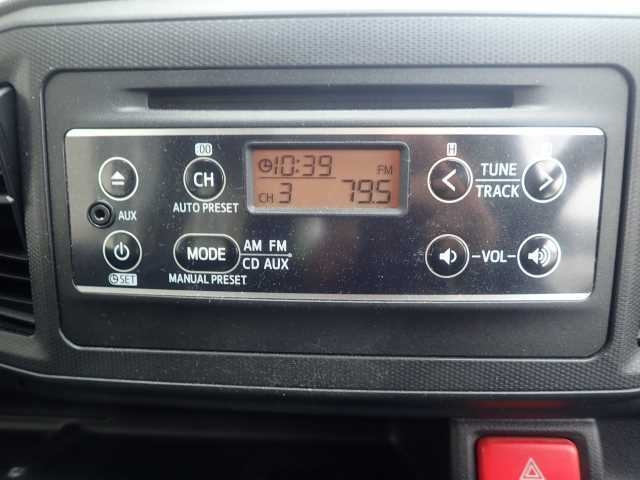 :00
H
10:39 FM
CH 3 79.5
CH
AUTO PRESET
TUNE
TRACK
AUX
MODE
AM FM
CD AUX
MANUAL PRESET
-VOL-
SET